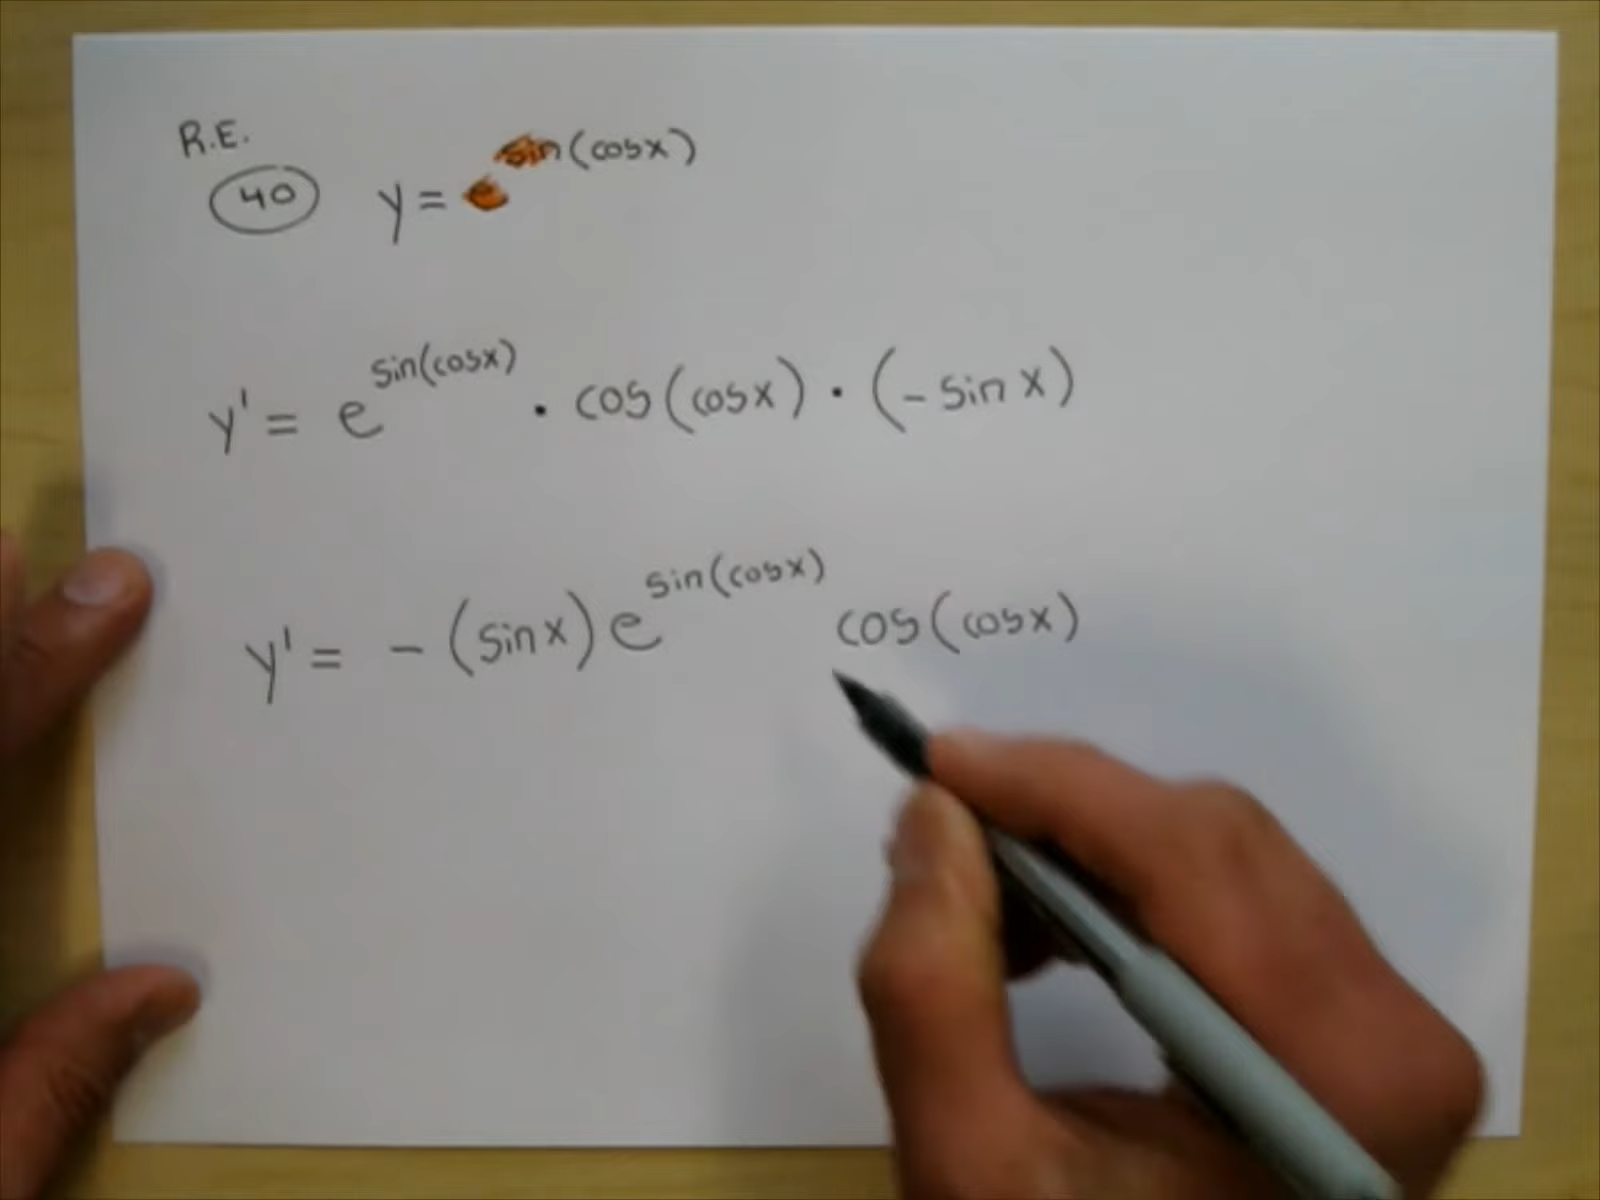 R.E.
40 y = e^sin(cosx)
y' = e^sin(cosx) · cos(cosx) · (- sin x)
y' = - (sinx) e^sin(cosx) cos(cosx)